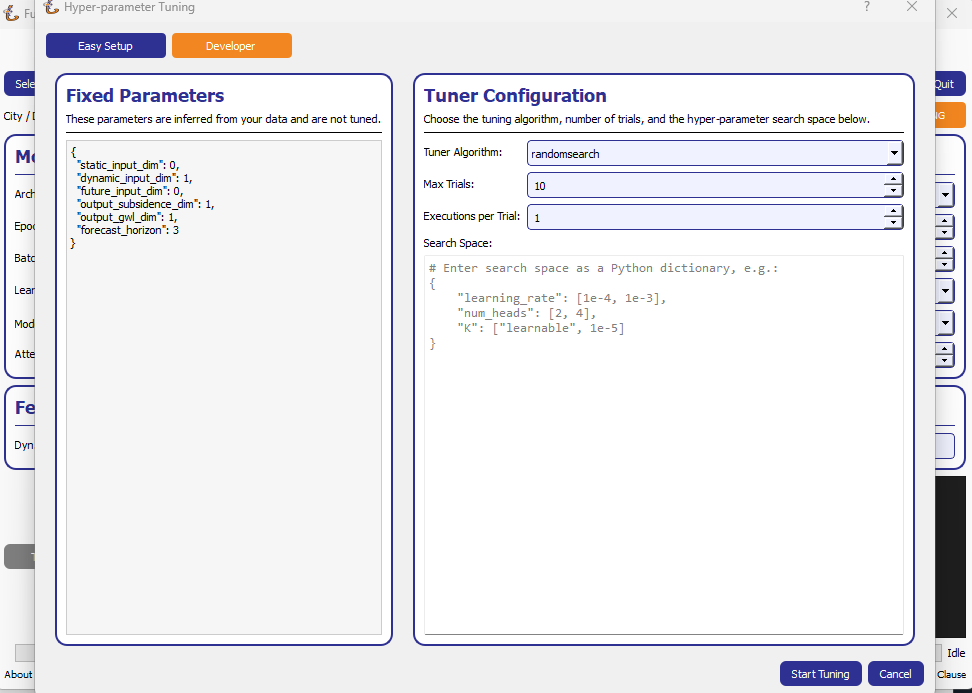 Fu
Hyper-parameter Tuning
?
Easy Setup
Developer
Sele
Quit
City / D
NG
Fixed Parameters
These parameters are inferred from your data and are not tuned.
{
"static_input_dim": 0,
"dynamic_input_dim": 1,
"future_input_dim": 0,
"output_subsidence_dim": 1,
"output_gwl_dim": 1,
"forecast_horizon": 3
}
Tuner Configuration
Choose the tuning algorithm, number of trials, and the hyper-parameter search space below.
Tuner Algorithm:
randomsearch
Max Trials:
10
Executions per Trial:
1
Search Space:
# Enter search space as a Python dictionary, e.g.:
{
"learning_rate": [1e-4, 1e-3],
"num_heads": [2, 4],
"K": ["learnable", 1e-5]
}
Mo
Arch
Epoc
Batc
Lear
Mod
Atte
Fe
Dyn
T
Idle
About
Clause
Start Tuning
Cancel